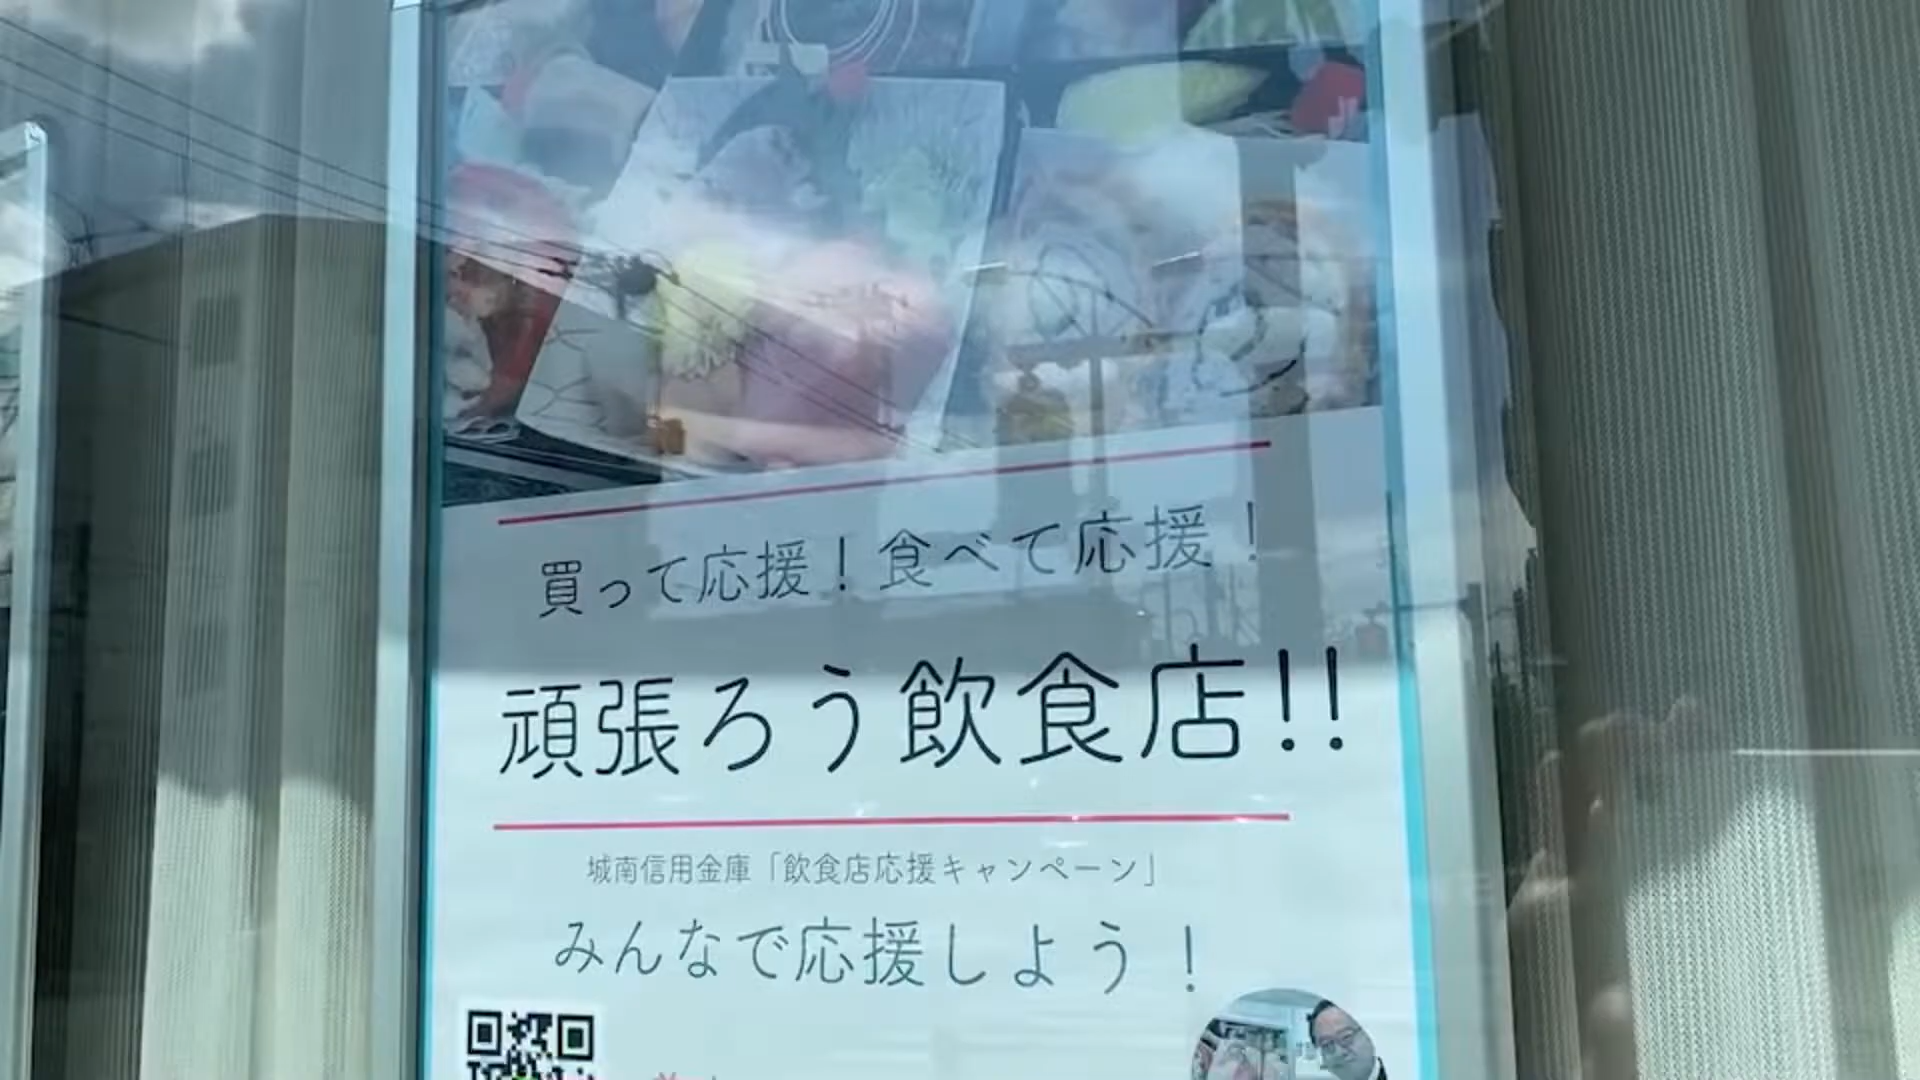 買って応援！食べて応援！
頑張ろう飲食店!!
城南信用金庫「飲食店応援キャンペーン」
みんなで応援しよう！